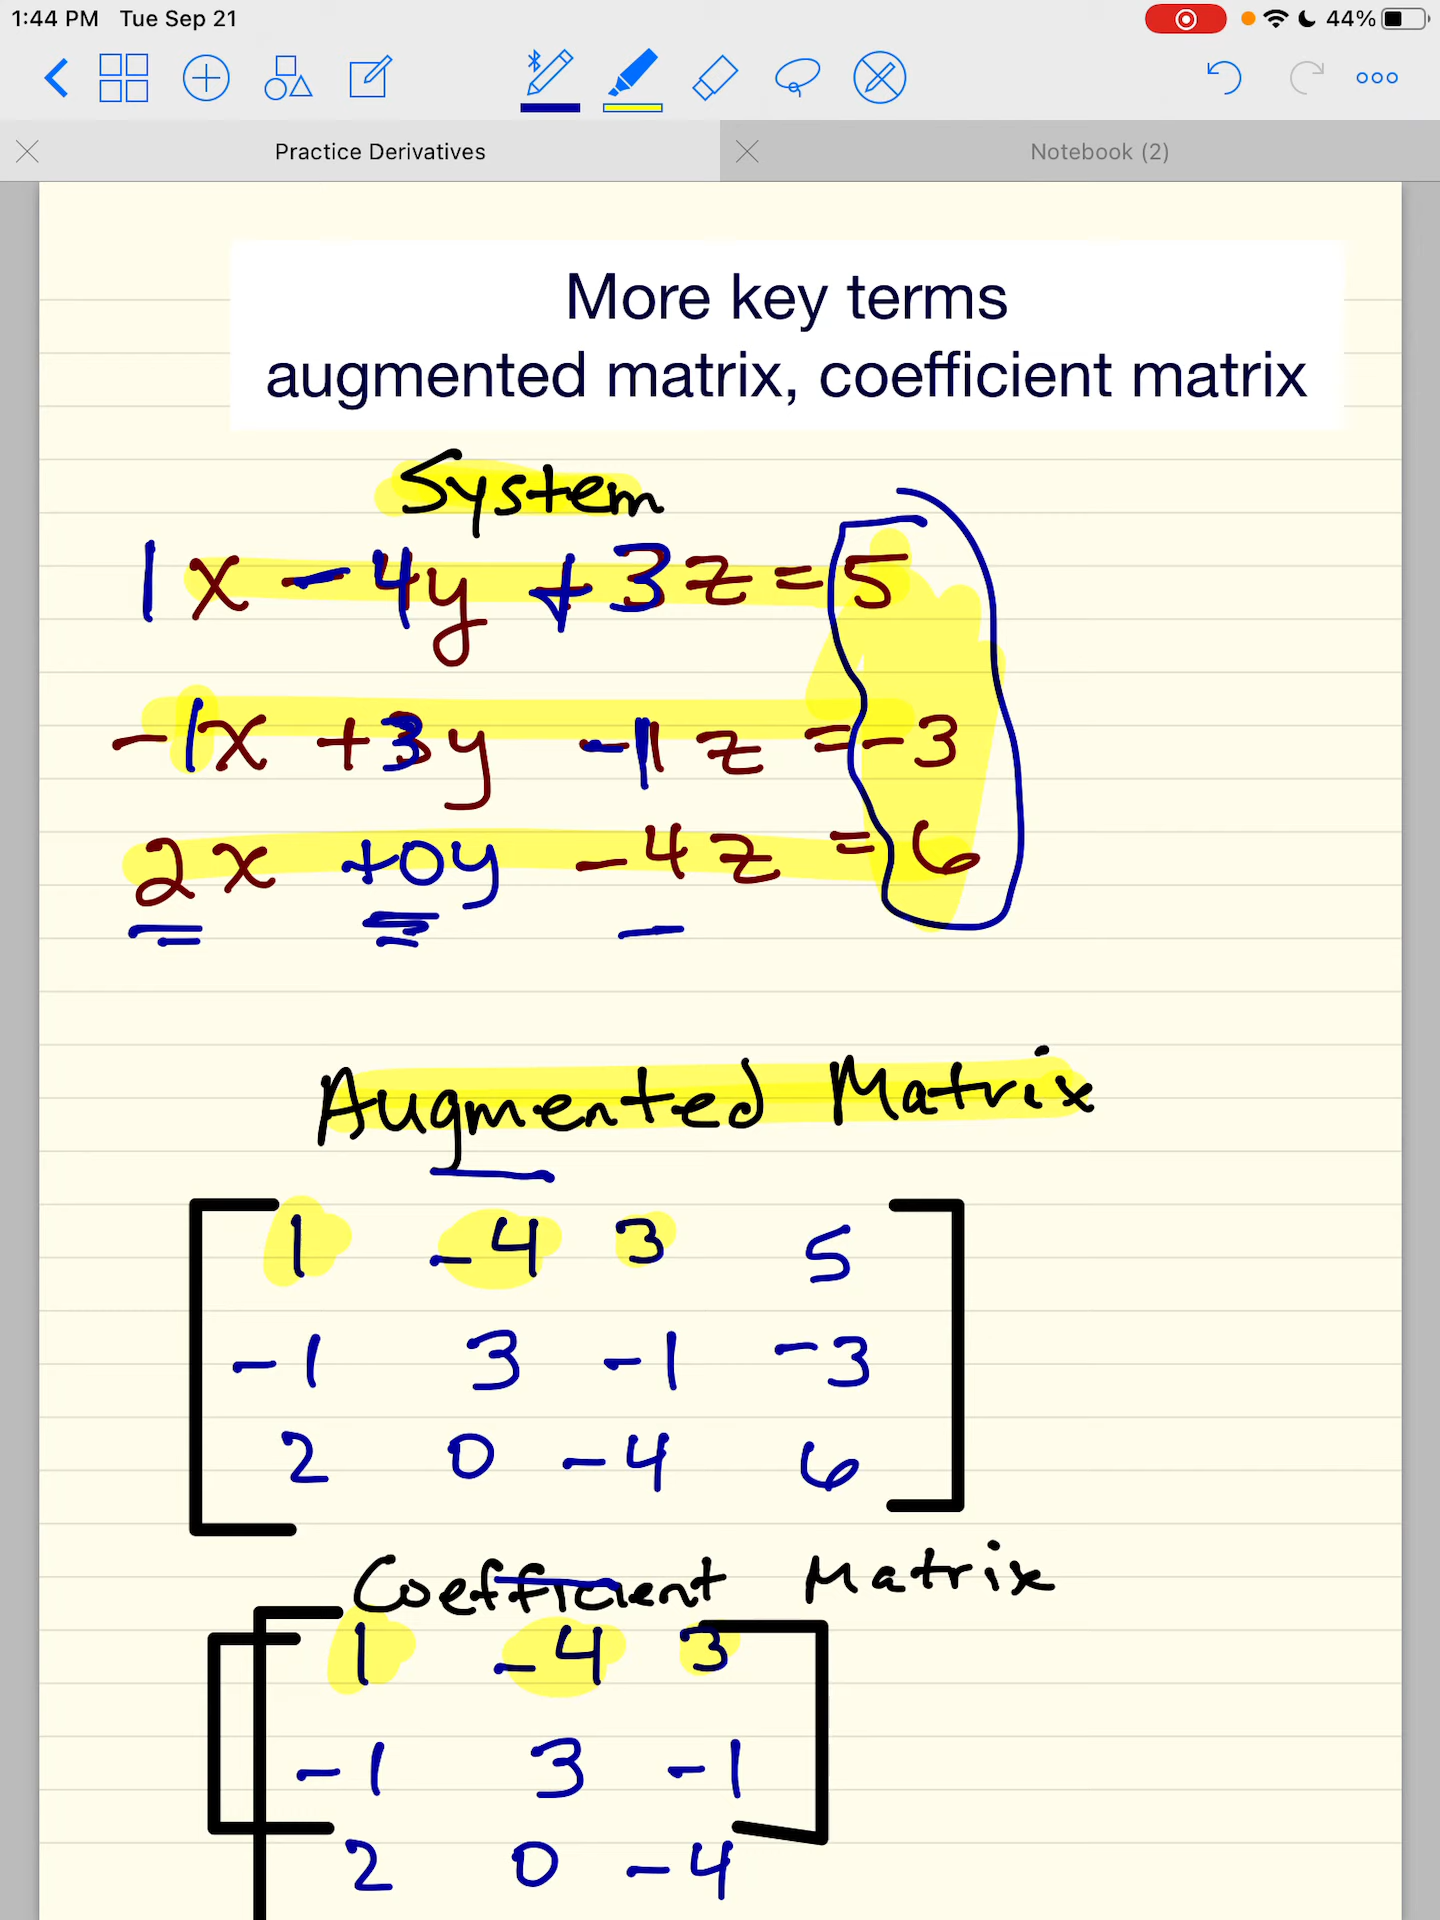 1:44 PM Tue Sep 21 44%
Practice Derivatives Notebook (2)
More key terms
augmented matrix, coefficient matrix
System
1x - 4y + 3z = 5
-1x + 3y - 1z = -3
2x + 0y - 4z = 6
Augmented Matrix
1 -4 3 5
-1 3 -1 -3
2 0 -4 6
Coefficient Matrix
1 -4 3
-1 3 -1
2 0 -4